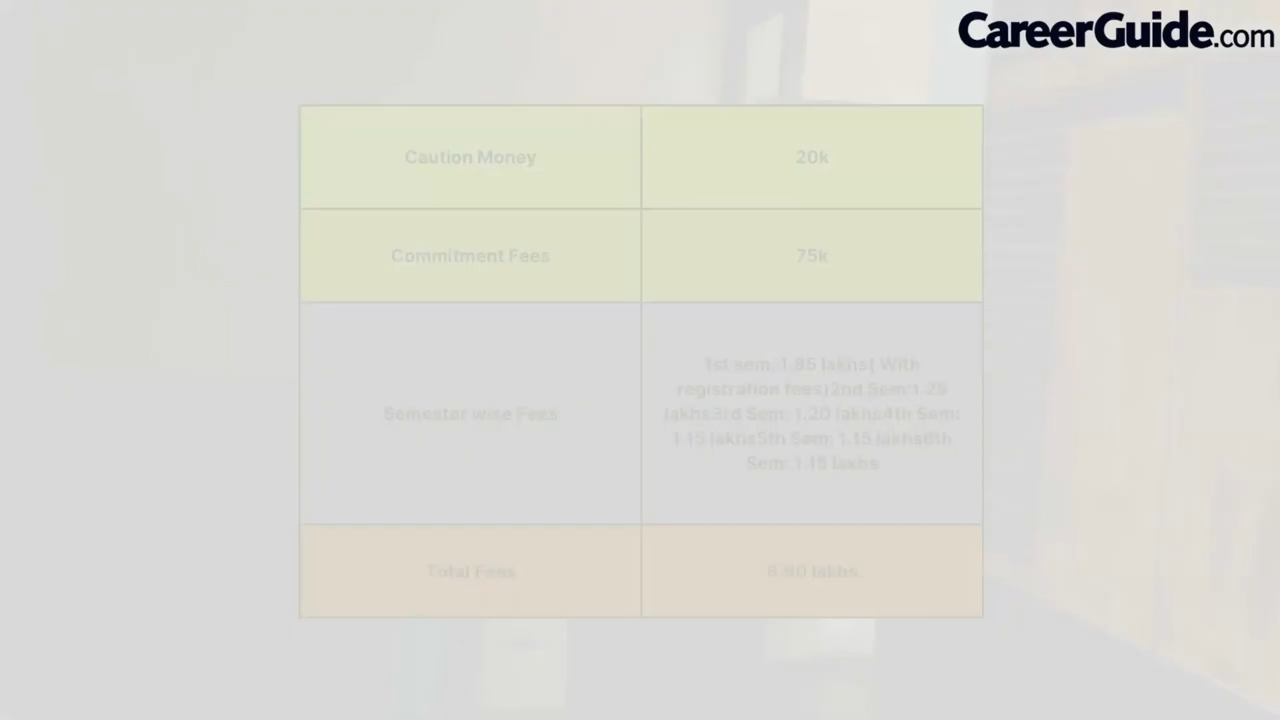 CareerGuide.com
Caution Money
20k
Commitment Fees
75k
Semester wise Fees
1st sem: 1.85 lakhs( With
registration fees)2nd Sem:1.25
lakhs3rd Sem: 1.20 lakhs4th Sem:
1.15 lakhs5th Sem: 1.15 lakhs6th
Sem: 1.15 lakhs
Total Fees
lakhs